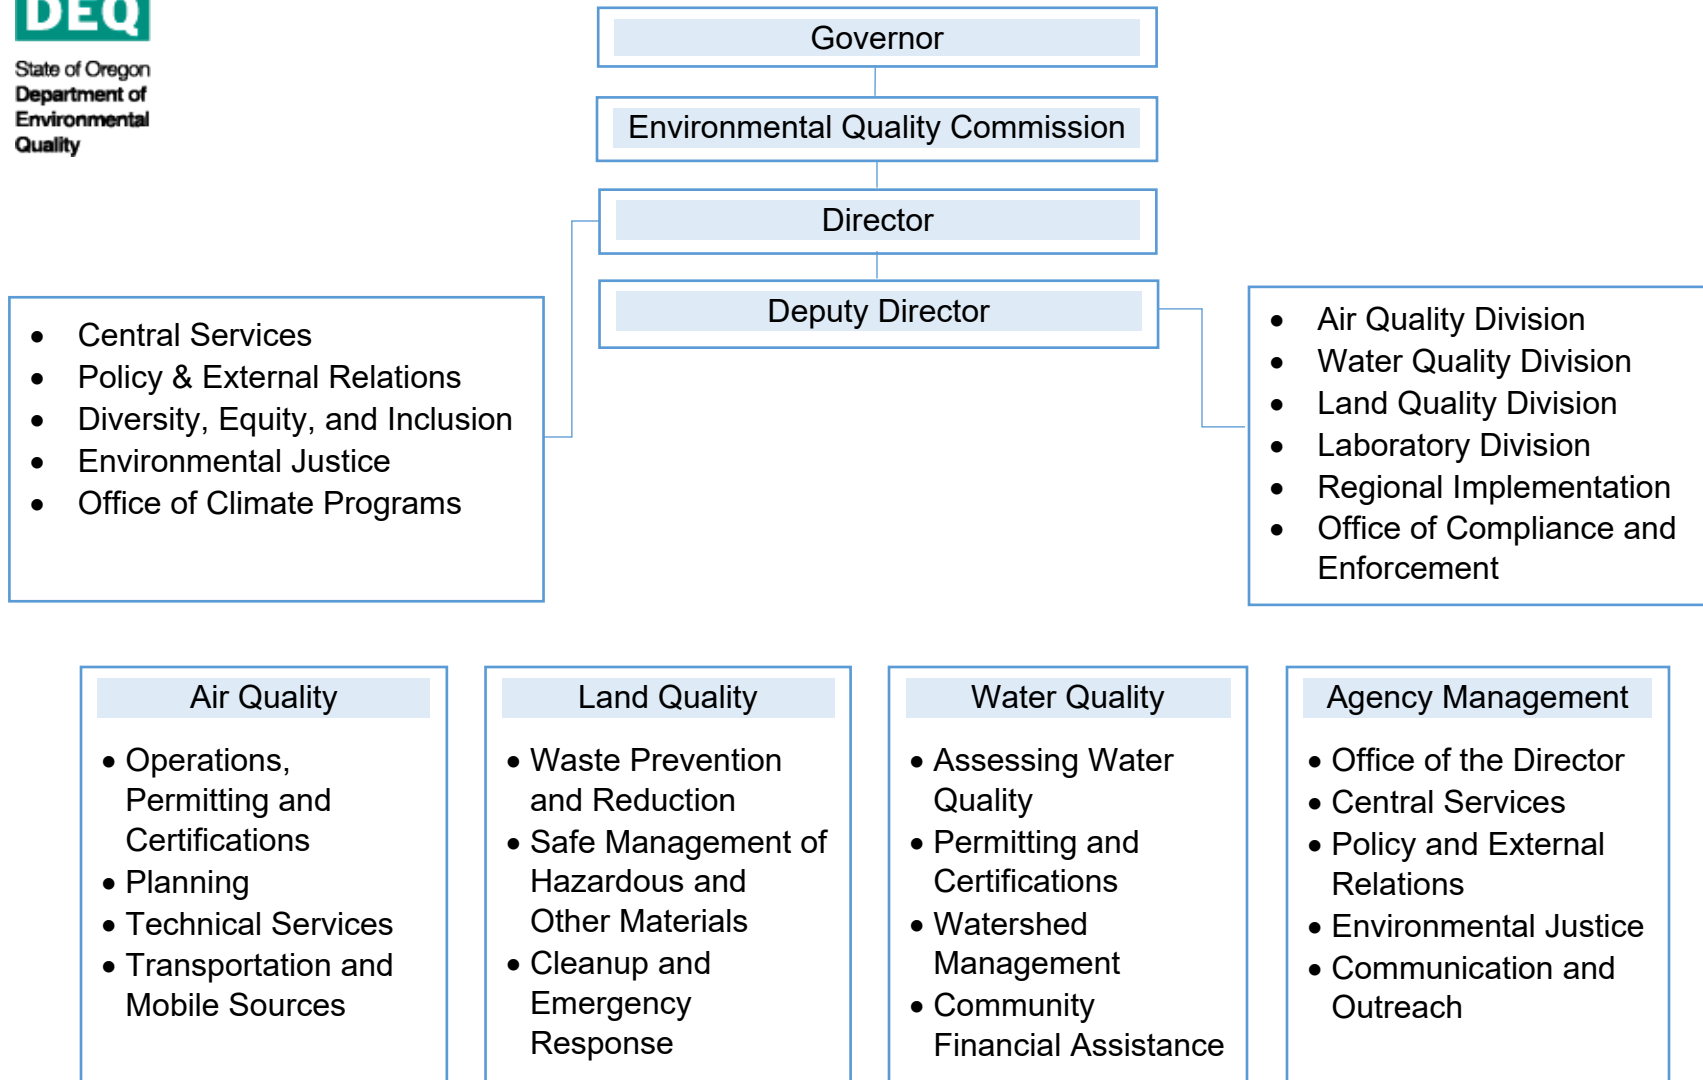 DEQ
State of Oregon
Department of
Environmental
Quality
Governor
Environmental Quality Commission
Director
Deputy Director
• Central Services
• Policy & External Relations
• Diversity, Equity, and Inclusion
• Environmental Justice
• Office of Climate Programs
• Air Quality Division
• Water Quality Division
• Land Quality Division
• Laboratory Division
• Regional Implementation
• Office of Compliance and
Enforcement
Air Quality
• Operations,
Permitting and
Certifications
• Planning
• Technical Services
• Transportation and
Mobile Sources
Land Quality
• Waste Prevention
and Reduction
• Safe Management of
Hazardous and
Other Materials
• Cleanup and
Emergency
Response
Water Quality
• Assessing Water
Quality
• Permitting and
Certifications
• Watershed
Management
• Community
Financial Assistance
Agency Management
• Office of the Director
• Central Services
• Policy and External
Relations
• Environmental Justice
• Communication and
Outreach